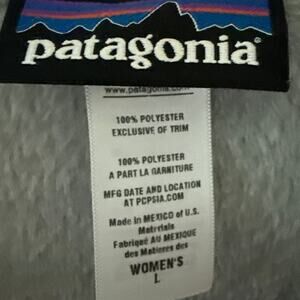 patagonia
www.patagonia.com
100% POLYESTER
EXCLUSIVE OF TRIM
100% POLYESTER
A PART LA GARNITURE
MFG DATE AND LOCATION
AT PCPSIA.COM
Made in MEXICO of U.S.
Materials
Fabriqué AU MEXIQUE
des Matieres des
WOMEN'S
L